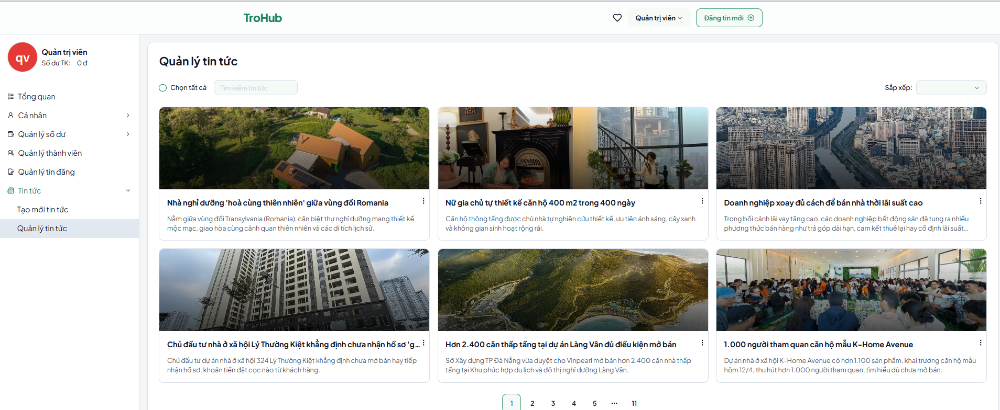 TroHub
Quản trị viên
Đăng tin mới
qv
Quản trị viên
Số dư TK: 0 đ
Tổng quan
Cá nhân
Quản lý số dư
Quản lý thành viên
Quản lý tin đăng
Tin tức
Tạo mới tin tức
Quản lý tin tức
Quản lý tin tức
Chọn tất cả
Tìm kiếm tin tức
Sắp xếp:
Nhà nghỉ dưỡng 'hoà cùng thiên nhiên' giữa vùng đồi Romania
Nằm giữa vùng đồi Transylvania (Romania), căn biệt thự nghỉ dưỡng mang thiết kế
mộc mạc, giao hòa cùng cảnh quan thiên nhiên và các di tích lịch sử.
Nữ gia chủ tự thiết kế căn hộ 400 m2 trong 400 ngày
Căn hộ thông tầng được chủ nhà tự nghiên cứu thiết kế, ưu tiên ánh sáng, cây xanh
và không gian sinh hoạt rộng rãi.
Doanh nghiệp xoay đủ cách để bán nhà thời lãi suất cao
Trong bối cảnh lãi vay tăng cao, các doanh nghiệp bất động sản đã tung ra nhiều
phương thức bán hàng như trả góp dài hạn, cam kết thuê lại hay cố định lãi suất...
Chủ đầu tư nhà ở xã hội Lý Thường Kiệt khẳng định chưa nhận hồ sơ 'g...
Chủ đầu tư dự án nhà ở xã hội 324 Lý Thường Kiệt khẳng định chưa mở bán hay tiếp
nhận hồ sơ, khoản tiền đặt cọc nào từ khách hàng.
Hơn 2.400 căn thấp tầng tại dự án Làng Vân đủ điều kiện mở bán
Sở Xây dựng TP Đà Nẵng vừa duyệt cho Vinpearl mở bán hơn 2.400 căn nhà thấp
tầng tại Khu phức hợp du lịch và đô thị nghỉ dưỡng Làng Vân.
1.000 người tham quan căn hộ mẫu K-Home Avenue
Dự án nhà ở xã hội K-Home Avenue có hơn 1.100 sản phẩm, khai trương căn hộ mẫu
hôm 12/4, thu hút hơn 1.000 người tham quan, tìm hiểu dù chưa mở bán.
1 2 3 4 5 ... 11